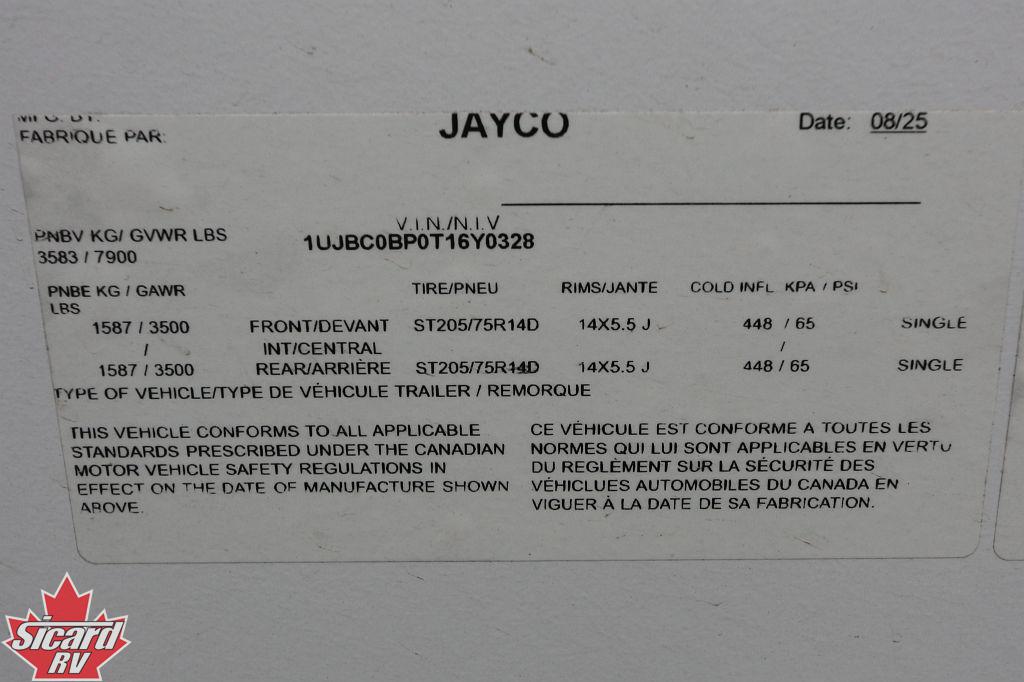 MFG. BY:
FABRIQUE PAR: JAYCO Date: 08/25
V.I.N./N.I.V
PNBV KG/ GVWR LBS 1UJBC0BP0T16Y0328
3583 / 7900
PNBE KG / GAWR TIRE/PNEU RIMS/JANTE COLD INFL KPA / PSI
LBS
1587 / 3500 FRONT/DEVANT ST205/75R14D 14X5.5 J 448 / 65 SINGLE
/ INT/CENTRAL /
1587 / 3500 REAR/ARRIÈRE ST205/75R14D 14X5.5 J 448 / 65 SINGLE
TYPE OF VEHICLE/TYPE DE VÉHICULE TRAILER / REMORQUE
THIS VEHICLE CONFORMS TO ALL APPLICABLE
STANDARDS PRESCRIBED UNDER THE CANADIAN
MOTOR VEHICLE SAFETY REGULATIONS IN
EFFECT ON THE DATE OF MANUFACTURE SHOWN
ABOVE.
CE VÉHICULE EST CONFORME A TOUTES LES
NORMES QUI LUI SONT APPLICABLES EN VERTU
DU REGLÈMENT SUR LA SÉCURITÉ DES
VÉHICLUES AUTOMOBILES DU CANADA EN
VIGUER À LA DATE DE SA FABRICATION.
Sicard
RV